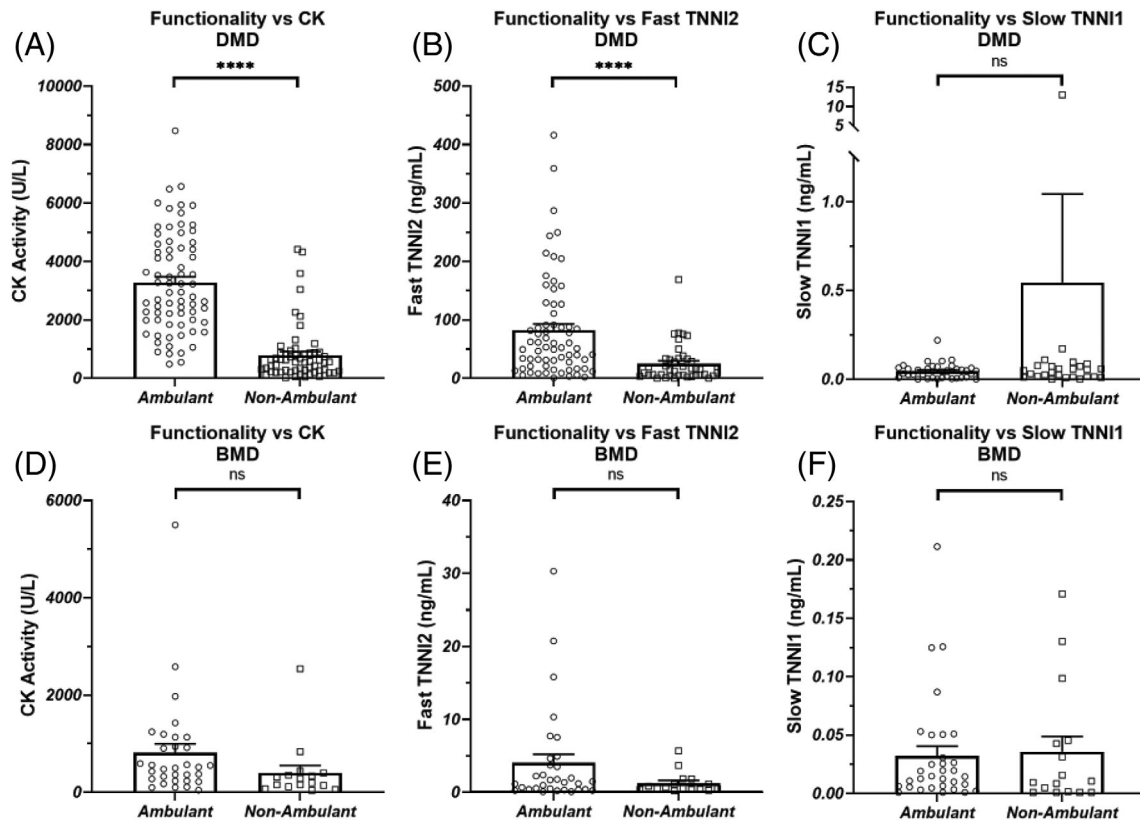 (A)
Functionality vs CK
DMD
****
CK Activity (U/L)
10000
8000
6000
4000
2000
0
Ambulant Non-Ambulant
(B)
Functionality vs Fast TNNI2
DMD
****
Fast TNNI2 (ng/mL)
500
400
300
200
100
0
Ambulant Non-Ambulant
(C)
Functionality vs Slow TNNI1
DMD
ns
Slow TNNI1 (ng/mL)
15
10
5
1.0
0.5
0.0
Ambulant Non-Ambulant
(D)
Functionality vs CK
BMD
ns
CK Activity (U/L)
6000
4000
2000
0
Ambulant Non-Ambulant
(E)
Functionality vs Fast TNNI2
BMD
ns
Fast TNNI2 (ng/mL)
40
30
20
10
0
Ambulant Non-Ambulant
(F)
Functionality vs Slow TNNI1
BMD
ns
Slow TNNI1 (ng/mL)
0.25
0.20
0.15
0.10
0.05
0.00
Ambulant Non-Ambulant